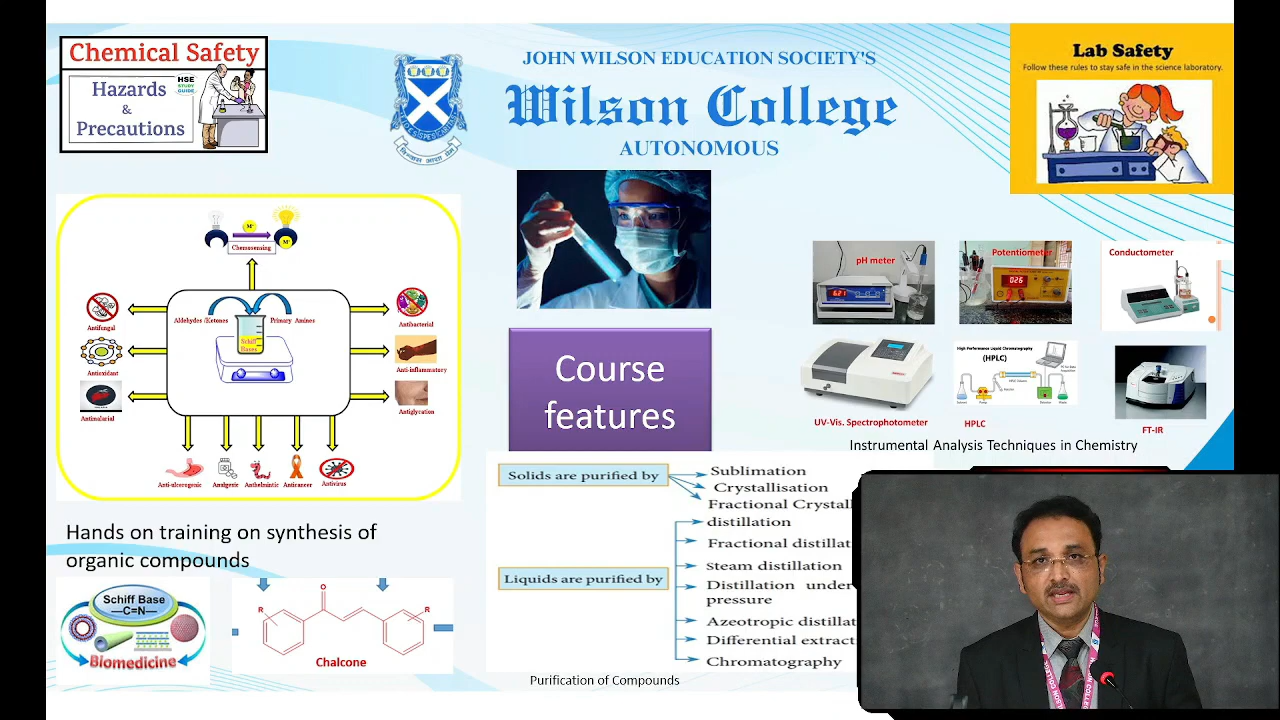 Chemical Safety
Hazards
&
Precautions
HSE
STUDY
GUIDE
JOHN WILSON EDUCATION SOCIETY'S
Wilson College
AUTONOMOUS
Lab Safety
Follow these rules to stay safe in the science laboratory.
Chemosensing
Aldehydes /Ketones
Primary Amines
Schiff
Bases
Antifungal
Antioxidant
Antimalarial
Antibacterial
Anti-inflammatory
Antiglycation
Anti-ulcerogenic
Analgesic
Anthelmintic
Anticancer
Antivirus
Hands on training on synthesis of
organic compounds
Schiff Base
—C=N—
Biomedicine
O
R
R
Chalcone
Course
features
Solids are purified by
Sublimation
Crystallisation
Fractional Crystall
Liquids are purified by
distillation
Fractional distillat
Steam distillation
Distillation under
pressure
Azeotropic distillat
Differential extract
Chromatography
Purification of Compounds
pH meter
Potentiometer
Conductometer
621
026
High Performance Liquid Chromatography
(HPLC)
UV-Vis. Spectrophotometer
HPLC
FT-IR
Instrumental Analysis Techniques in Chemistry